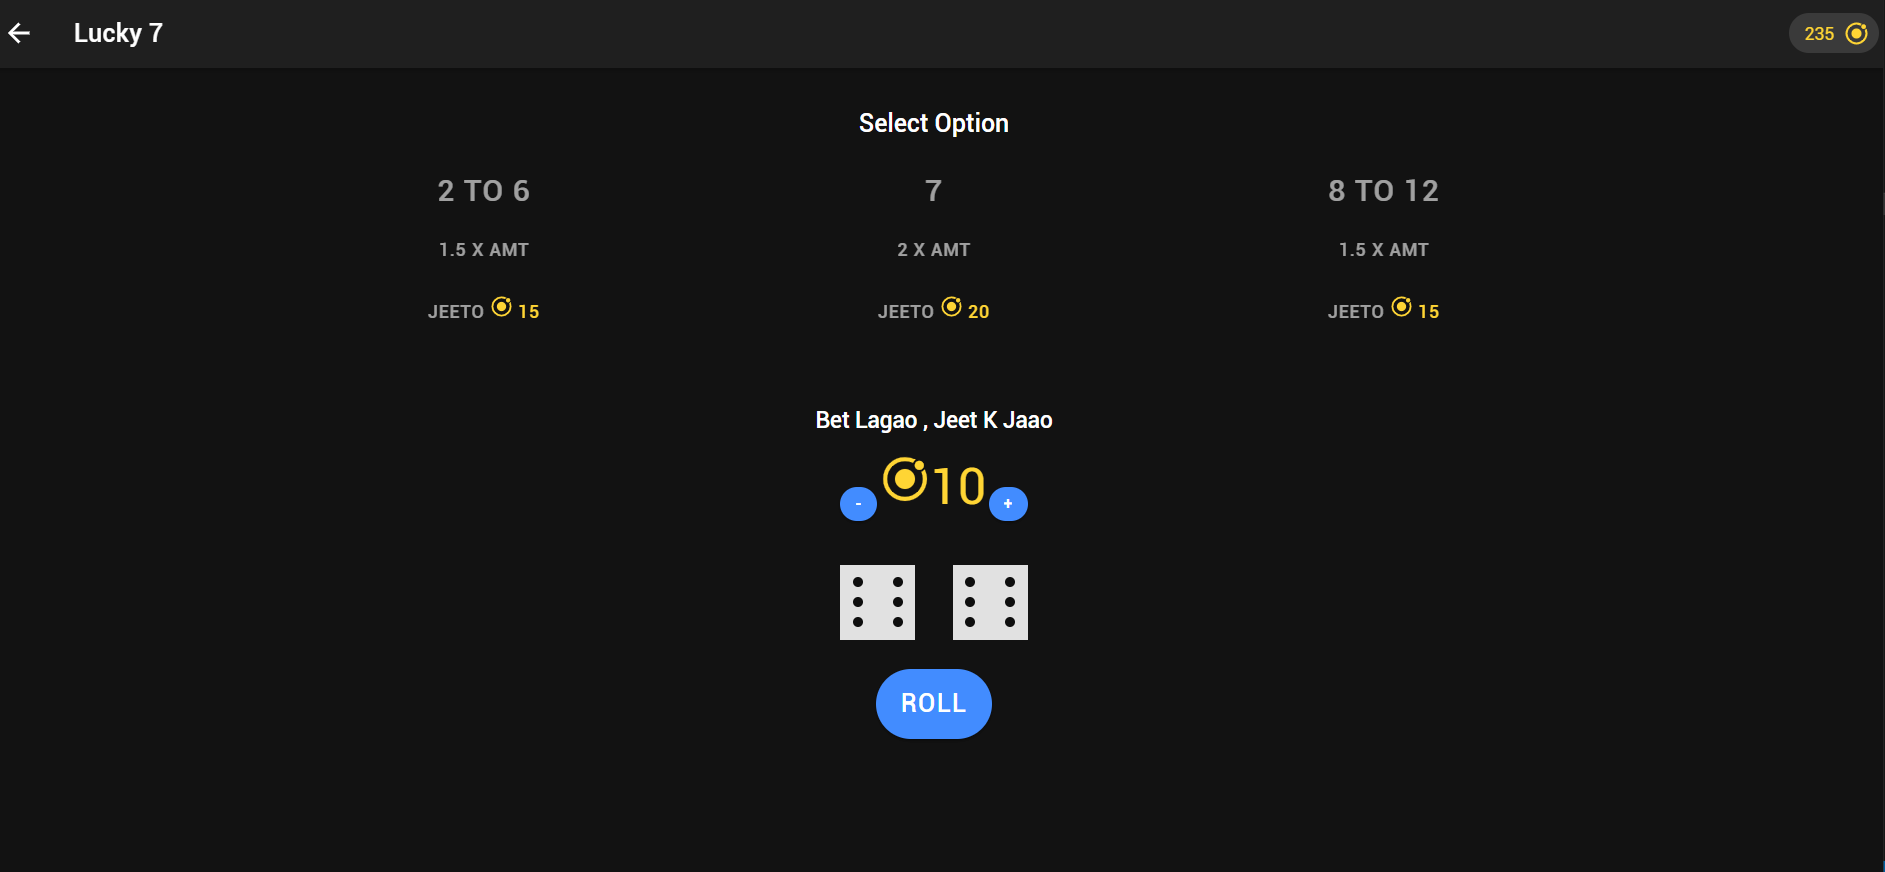 Lucky 7
235
Select Option
2 TO 6
7
8 TO 12
1.5 X AMT
2 X AMT
1.5 X AMT
JEETO 15
JEETO 20
JEETO 15
Bet Lagao , Jeet K Jaao
- 10 +
ROLL